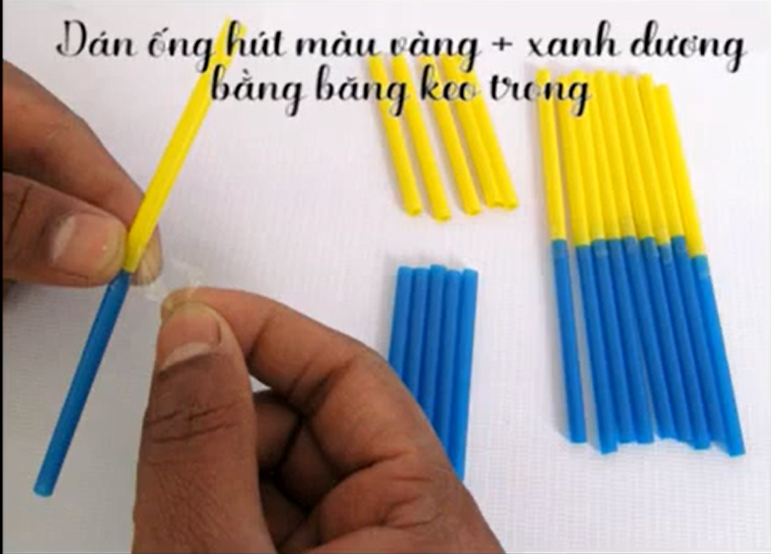 Dán ống hút màu vàng + xanh dương
bằng băng keo trong